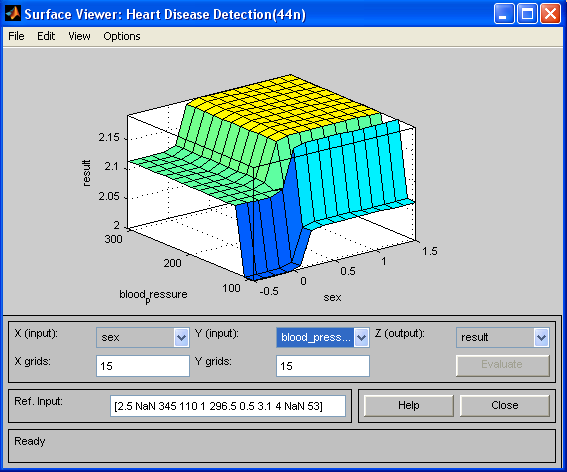 Surface Viewer: Heart Disease Detection(44n)
File Edit View Options
2.15
2.1
2.05
2
result
300
200
100
blood_pressure
-0.5
0
0.5
1
1.5
sex
X (input): sex Y (input): blood_press... Z (output): result
X grids: 15 Y grids: 15 Evaluate
Ref. Input: [2.5 NaN 345 110 1 296.5 0.5 3.1 4 NaN 53] Help Close
Ready